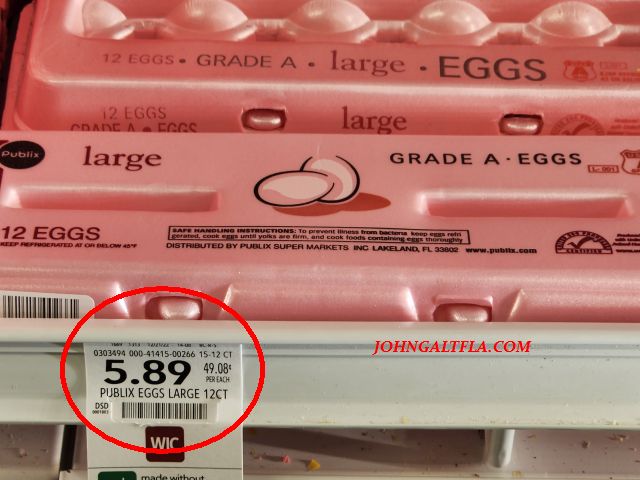 12 EGGS • GRADE A • large • EGGS
12 EGGS
GRADE A • EGGS
large
Publix
large
GRADE A · EGGS
12 EGGS
KEEP REFRIGERATED AT OR BELOW 45°F
SAFE HANDLING INSTRUCTIONS: To prevent illness from bacteria keep eggs refri
gerated, cook eggs until yolks are firm, and cook foods containing eggs thoroughly
DISTRIBUTED BY PUBLIX SUPER MARKETS INC LAKELAND, FL 33802 www.publix.com
JOHNGALTFLA.COM
0303494 000-41415-00266 15-12 CT
5.89
49.08¢
PER EACH
PUBLIX EGGS LARGE 12CT
DSD
WIC
made without